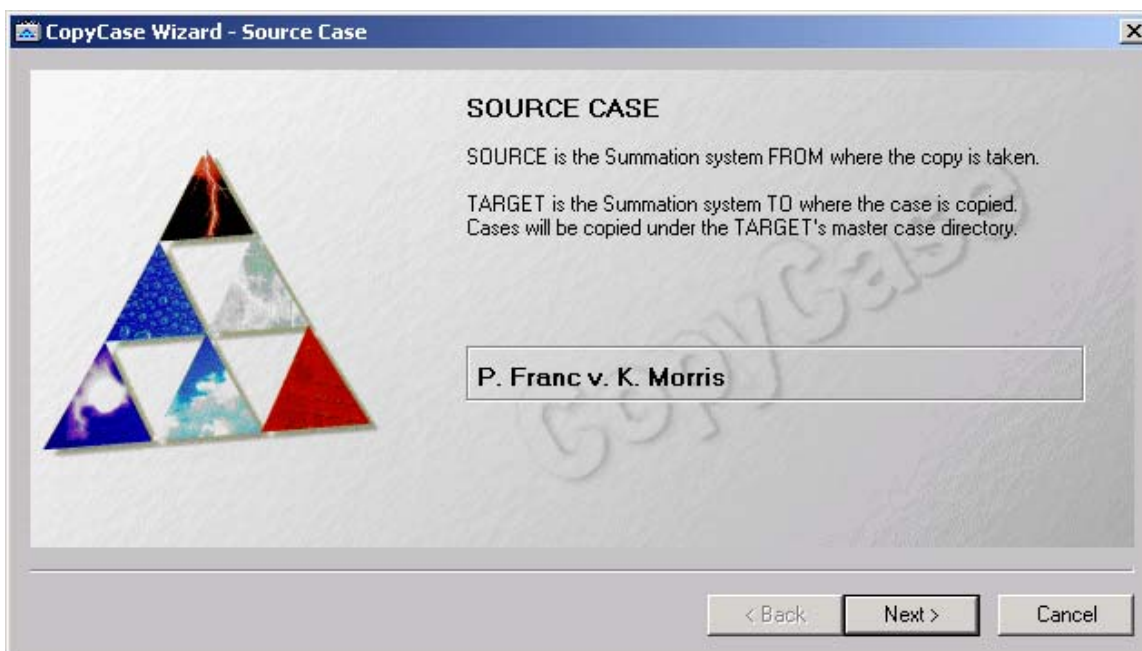 CopyCase Wizard - Source Case
SOURCE CASE
SOURCE is the Summation system FROM where the copy is taken.
TARGET is the Summation system TO where the case is copied.
Cases will be copied under the TARGET's master case directory.
CopyCase
P. Franc v. K. Morris
< Back
Next >
Cancel